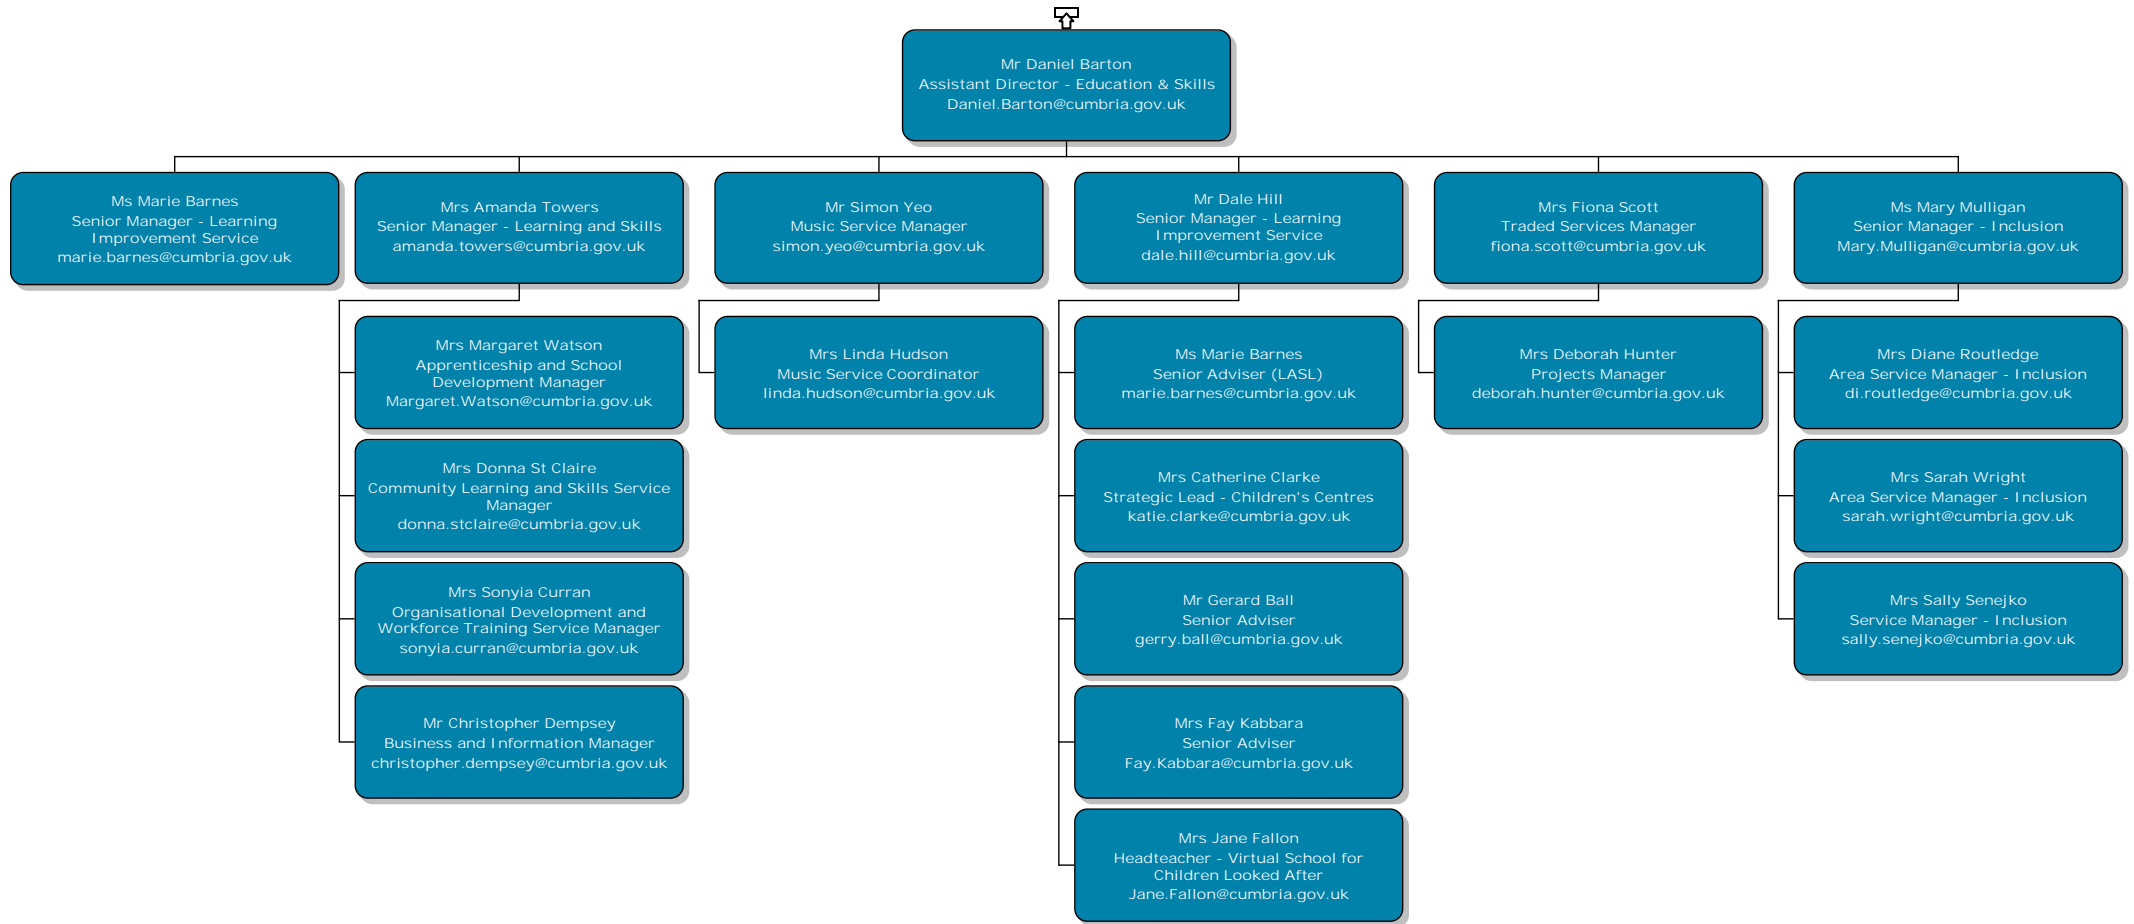 Mr Daniel Barton
Assistant Director - Education & Skills
Daniel.Barton@cumbria.gov.uk
Ms Marie Barnes
Senior Manager - Learning
Improvement Service
marie.barnes@cumbria.gov.uk
Mrs Amanda Towers
Senior Manager - Learning and Skills
amanda.towers@cumbria.gov.uk
Mr Simon Yeo
Music Service Manager
simon.yeo@cumbria.gov.uk
Mr Dale Hill
Senior Manager - Learning
Improvement Service
dale.hill@cumbria.gov.uk
Mrs Fiona Scott
Traded Services Manager
fiona.scott@cumbria.gov.uk
Ms Mary Mulligan
Senior Manager - Inclusion
Mary.Mulligan@cumbria.gov.uk
Mrs Margaret Watson
Apprenticeship and School
Development Manager
Margaret.Watson@cumbria.gov.uk
Mrs Donna St Claire
Community Learning and Skills Service
Manager
donna.stclaire@cumbria.gov.uk
Mrs Sonyia Curran
Organisational Development and
Workforce Training Service Manager
sonyia.curran@cumbria.gov.uk
Mr Christopher Dempsey
Business and Information Manager
christopher.dempsey@cumbria.gov.uk
Mrs Linda Hudson
Music Service Coordinator
linda.hudson@cumbria.gov.uk
Ms Marie Barnes
Senior Adviser (LASL)
marie.barnes@cumbria.gov.uk
Mrs Catherine Clarke
Strategic Lead - Children's Centres
katie.clarke@cumbria.gov.uk
Mr Gerard Ball
Senior Adviser
gerry.ball@cumbria.gov.uk
Mrs Fay Kabbara
Senior Adviser
Fay.Kabbara@cumbria.gov.uk
Mrs Jane Fallon
Headteacher - Virtual School for
Children Looked After
Jane.Fallon@cumbria.gov.uk
Mrs Deborah Hunter
Projects Manager
deborah.hunter@cumbria.gov.uk
Mrs Diane Routledge
Area Service Manager - Inclusion
di.routledge@cumbria.gov.uk
Mrs Sarah Wright
Area Service Manager - Inclusion
sarah.wright@cumbria.gov.uk
Mrs Sally Senejko
Service Manager - Inclusion
sally.senejko@cumbria.gov.uk